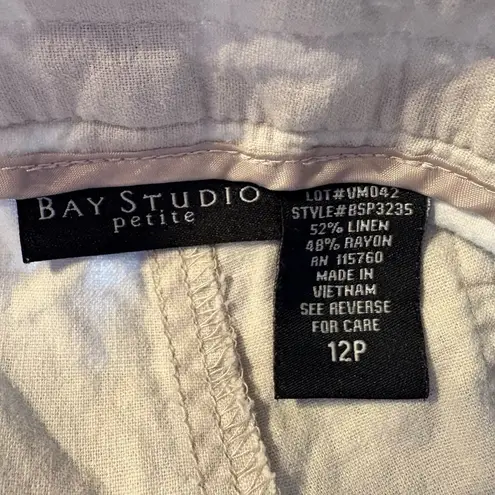 BAY STUDIO
petite
LOT#VM042
STYLE#BSP3235
52% LINEN
48% RAYON
RN 115760
MADE IN
VIETNAM
SEE REVERSE
FOR CARE
12P